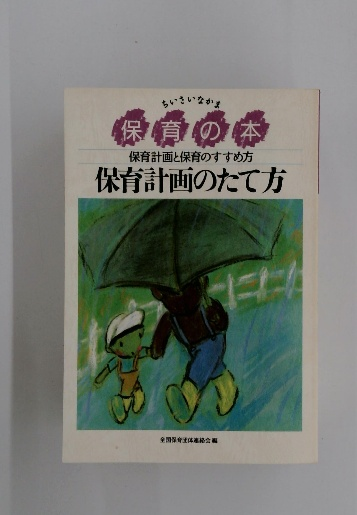 ちいさいなかま
保育の本
保育計画と保育のすすめ方
保育計画のたて方
全国保育団体連絡会編